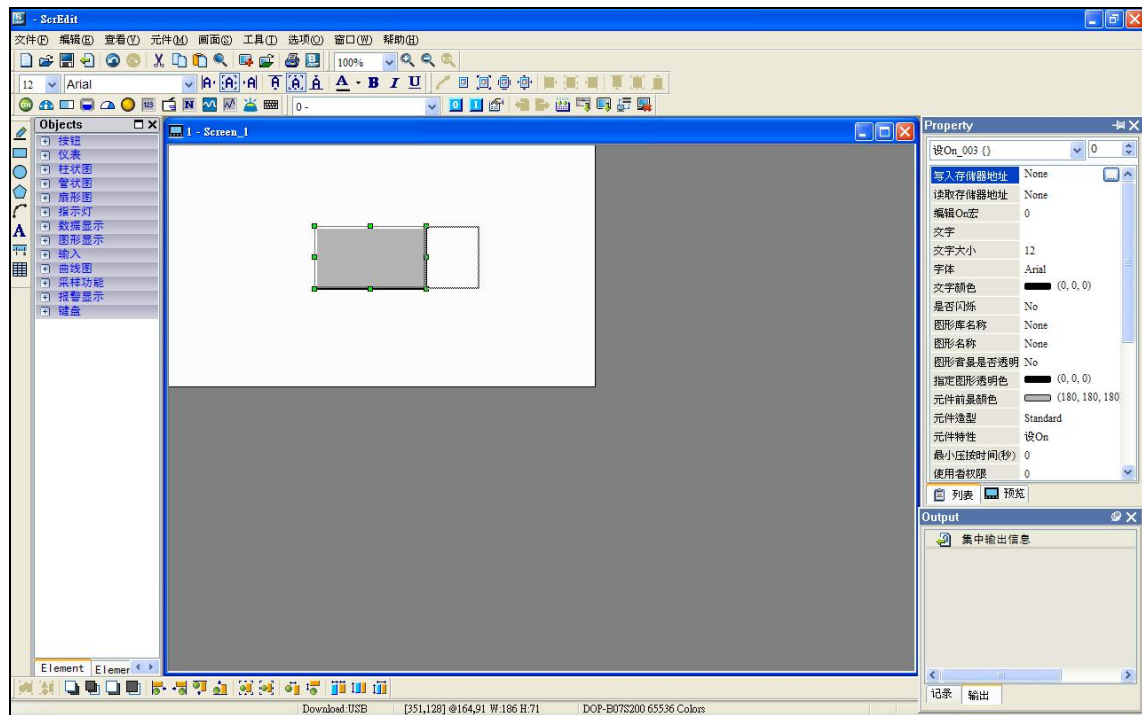 - ScrEdit
文件(F) 编辑(E) 查看(V) 元件(M) 画面(S) 工具(T) 选项(O) 窗口(W) 帮助(H)
100%
12 Arial A A A A A A A B I U
ON 123 N 0 -
Objects
按钮
仪表
柱状图
管状图
扇形图
指示灯
数据显示
图形显示
输入
曲线图
采样功能
报警显示
键盘
Element Elemer
1 - Screen_1
Property
设On_003 {} 0
写入存储器地址 None ...
读取存储器地址 None
编辑On宏 0
文字
文字大小 12
字体 Arial
文字颜色 (0, 0, 0)
是否闪烁 No
图形库名称 None
图形名称 None
图形背景是否透明 No
指定图形透明色 (0, 0, 0)
元件前景颜色 (180, 180, 180
元件造型 Standard
元件特性 设On
最小压按时间(秒) 0
使用者权限 0
列表 预览
Output
集中输出信息
记录 输出
Download:USB [351,128] @164,91 W:186 H:71 DOP-B07S200 65536 Colors